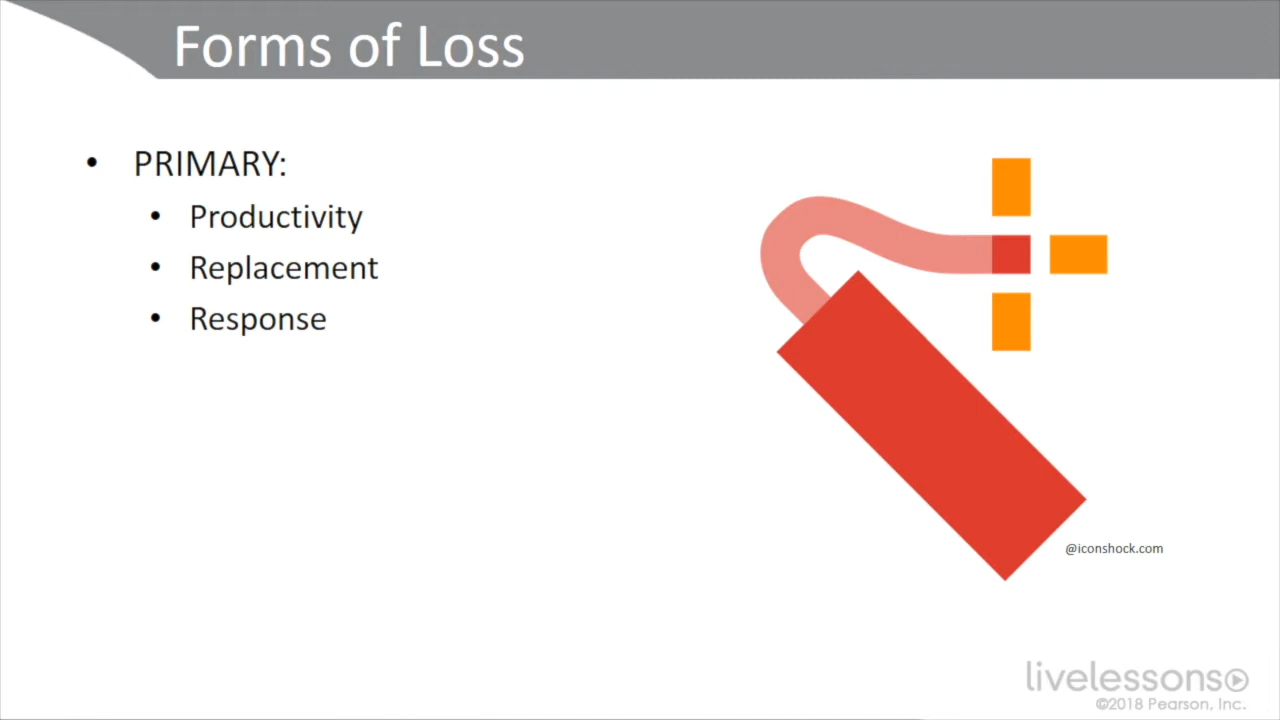 Forms of Loss
• PRIMARY:
• Productivity
• Replacement
• Response
@iconshock.com
livelessons
©2018 Pearson, Inc.